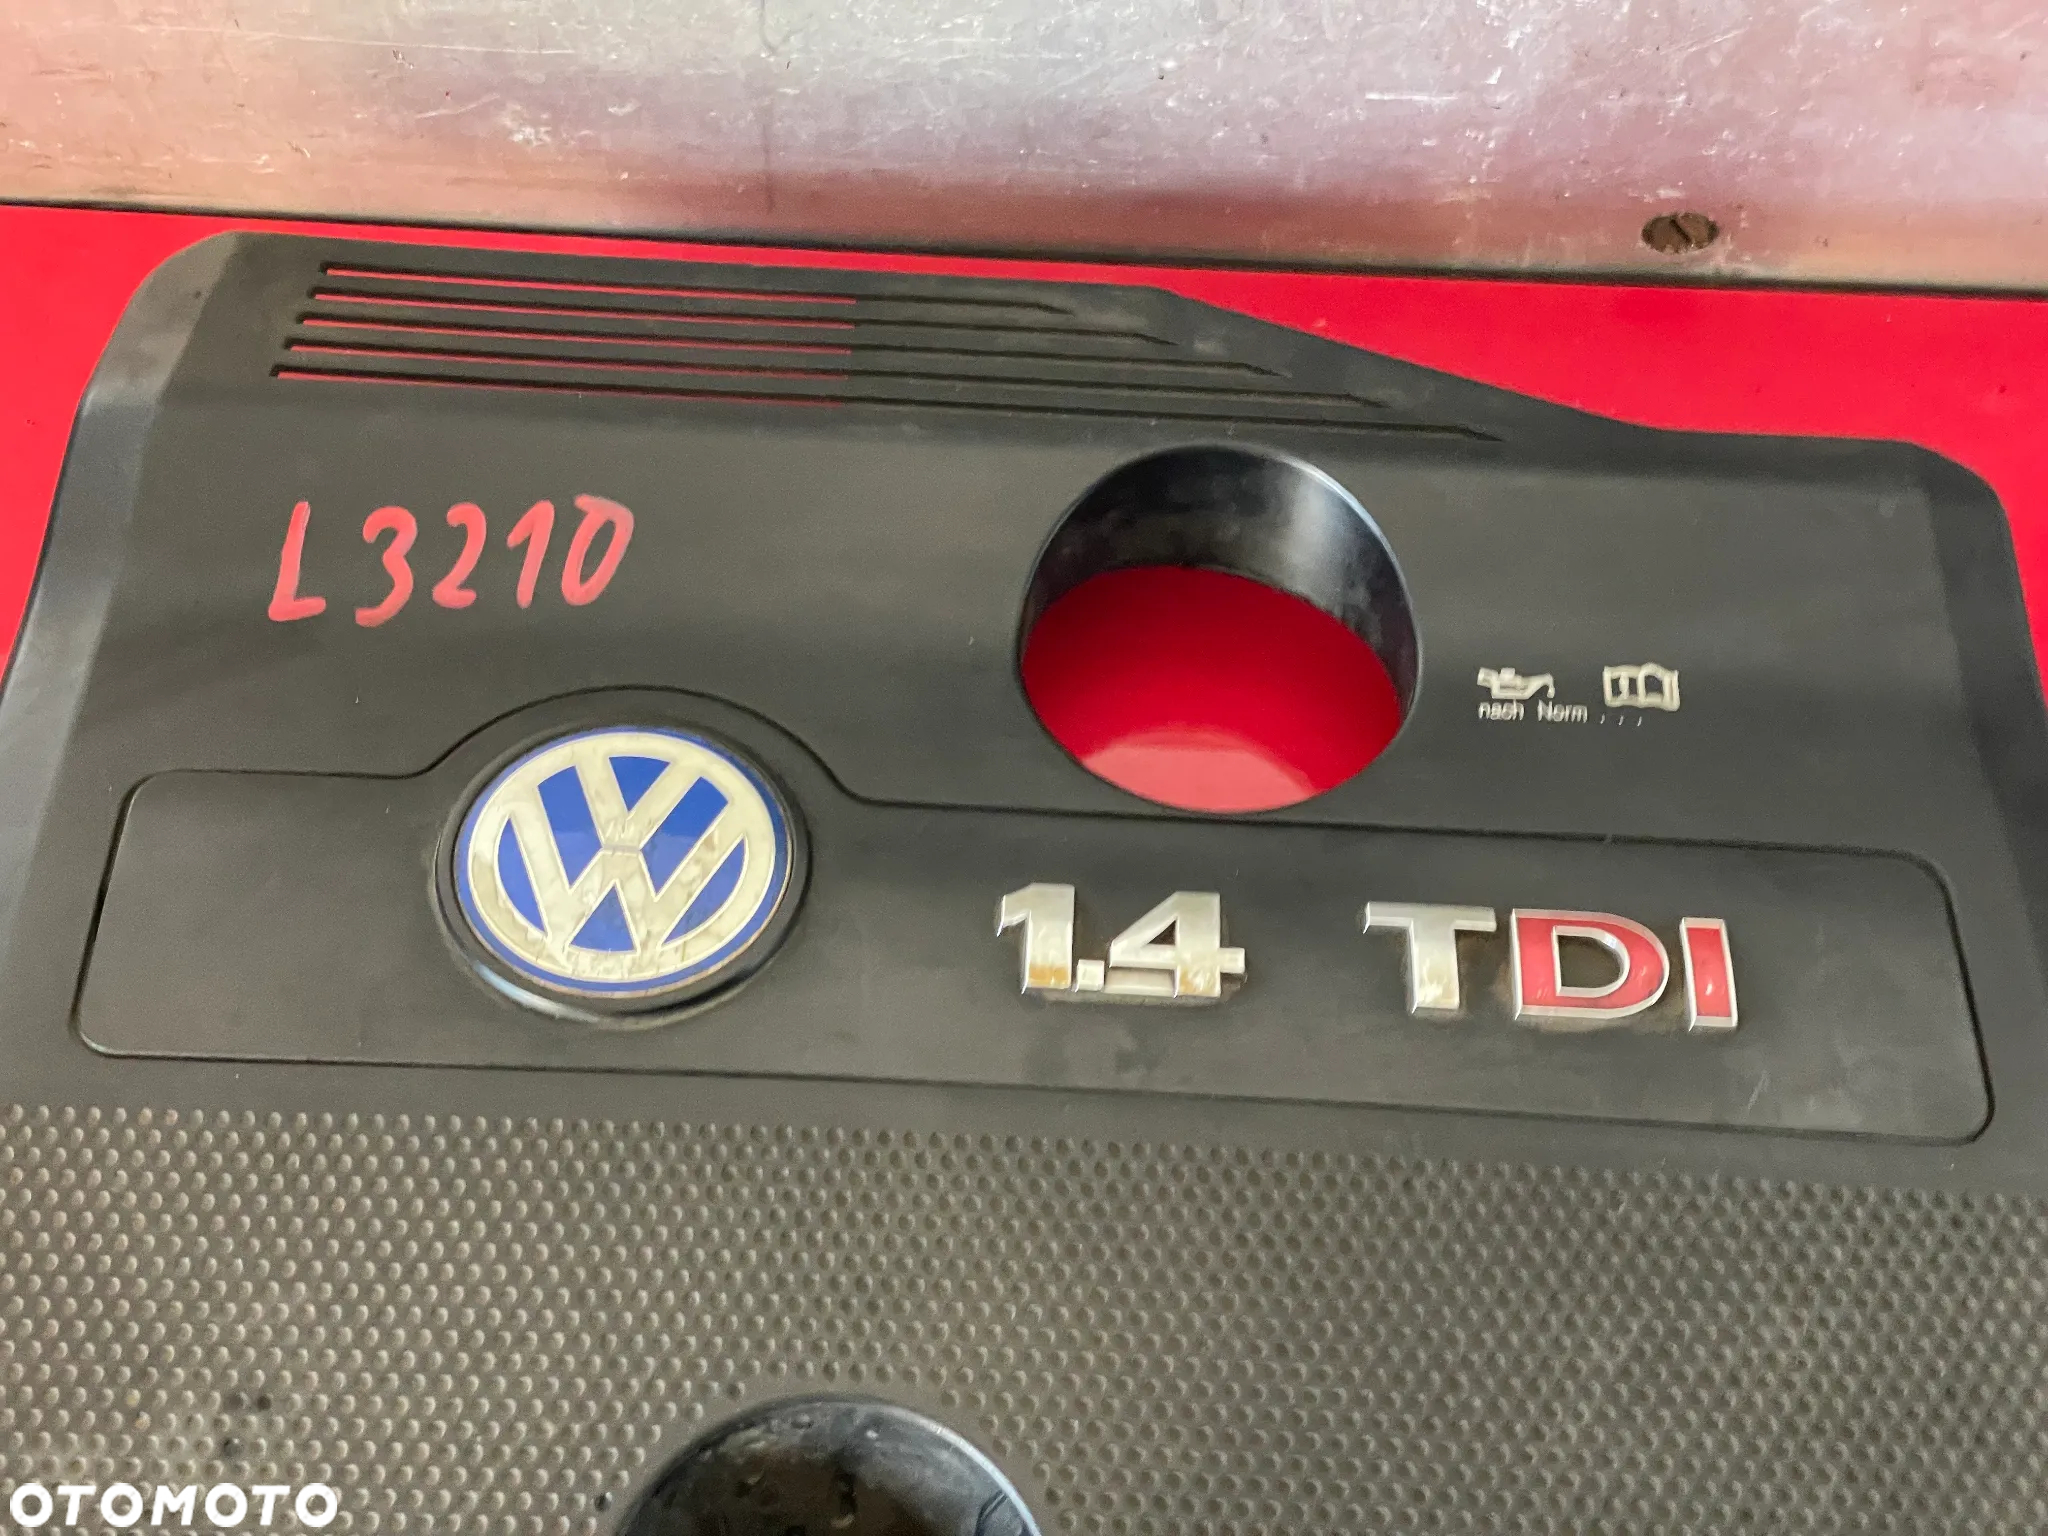 L3210
nach Norm ...
1.4 TDI
OTOMOTO